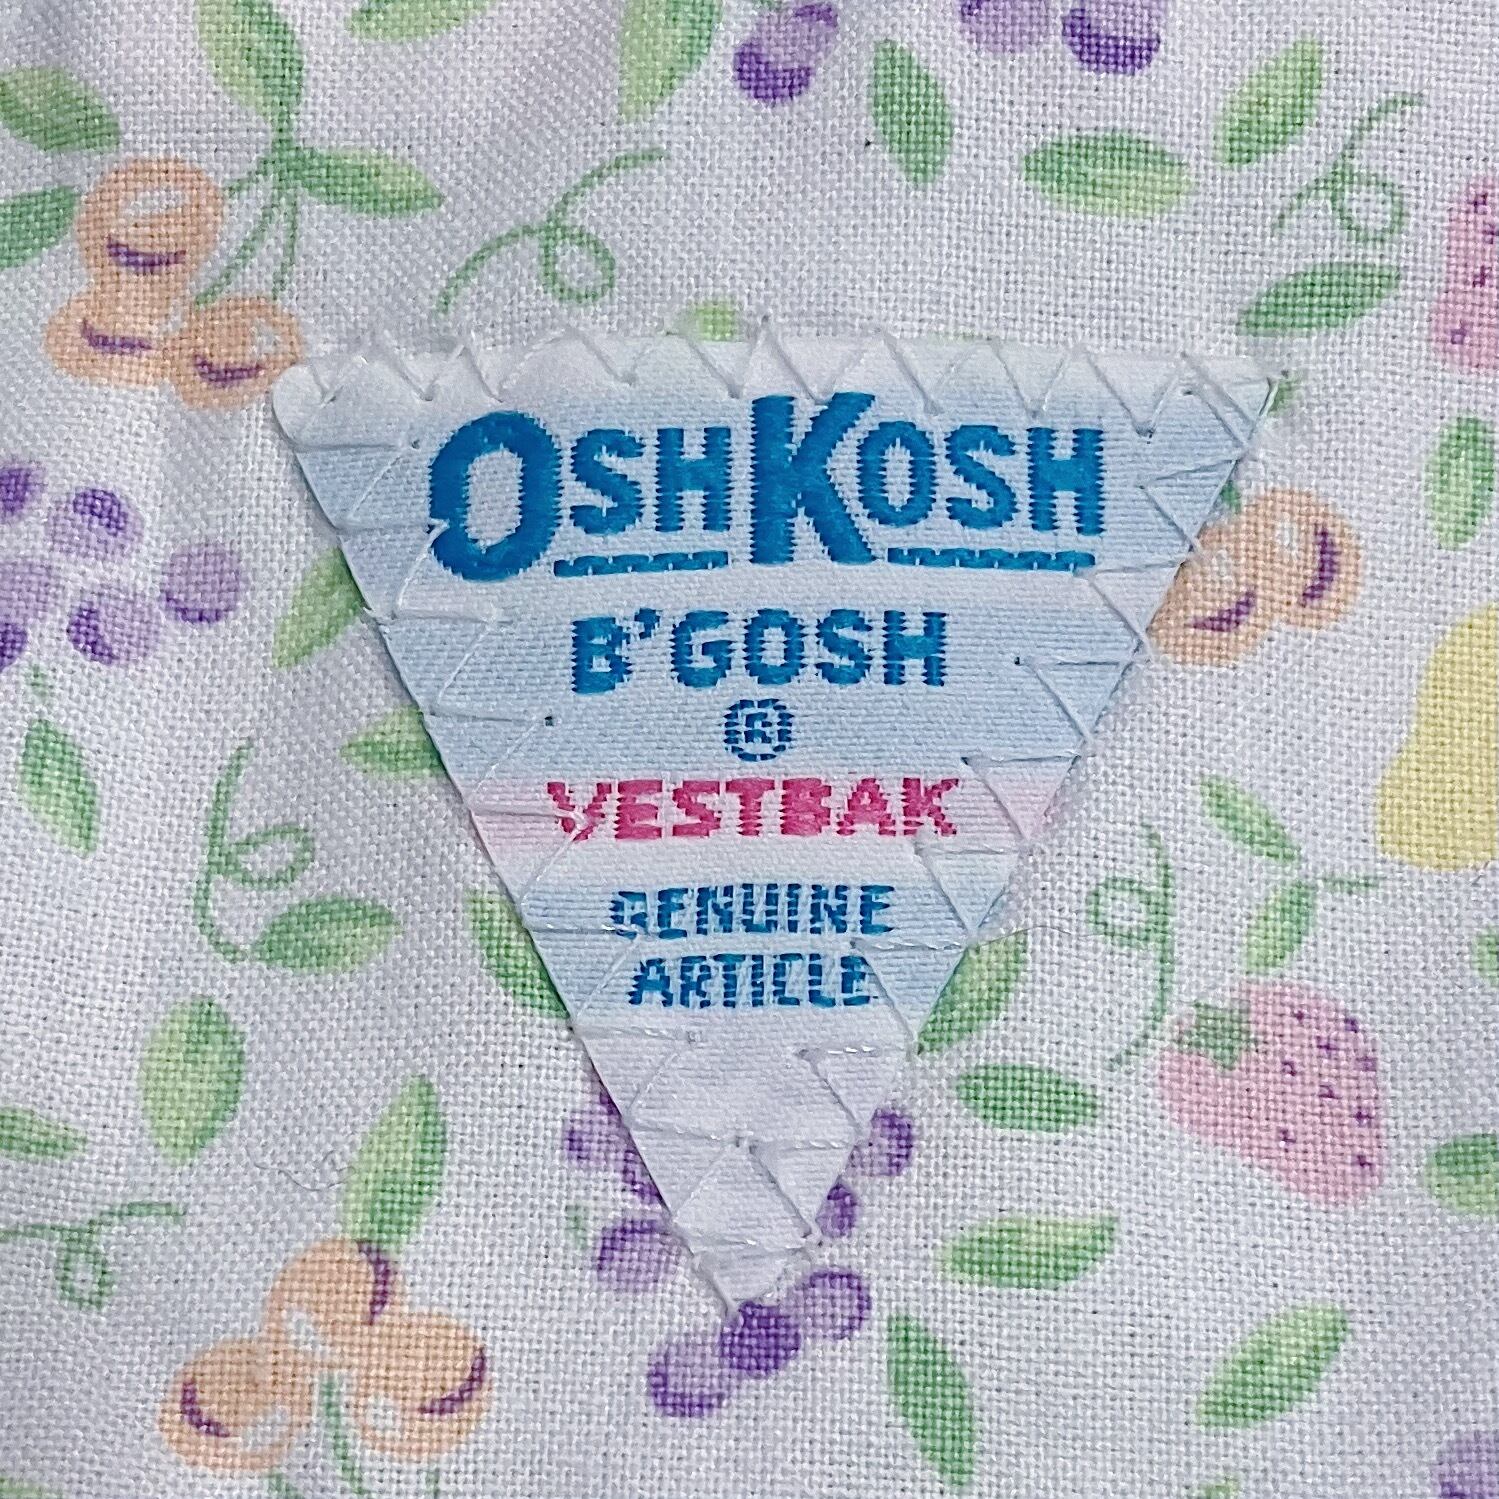 OSHKOSH
B'GOSH
®
VESTBAK
GENUINE
ARTICLE